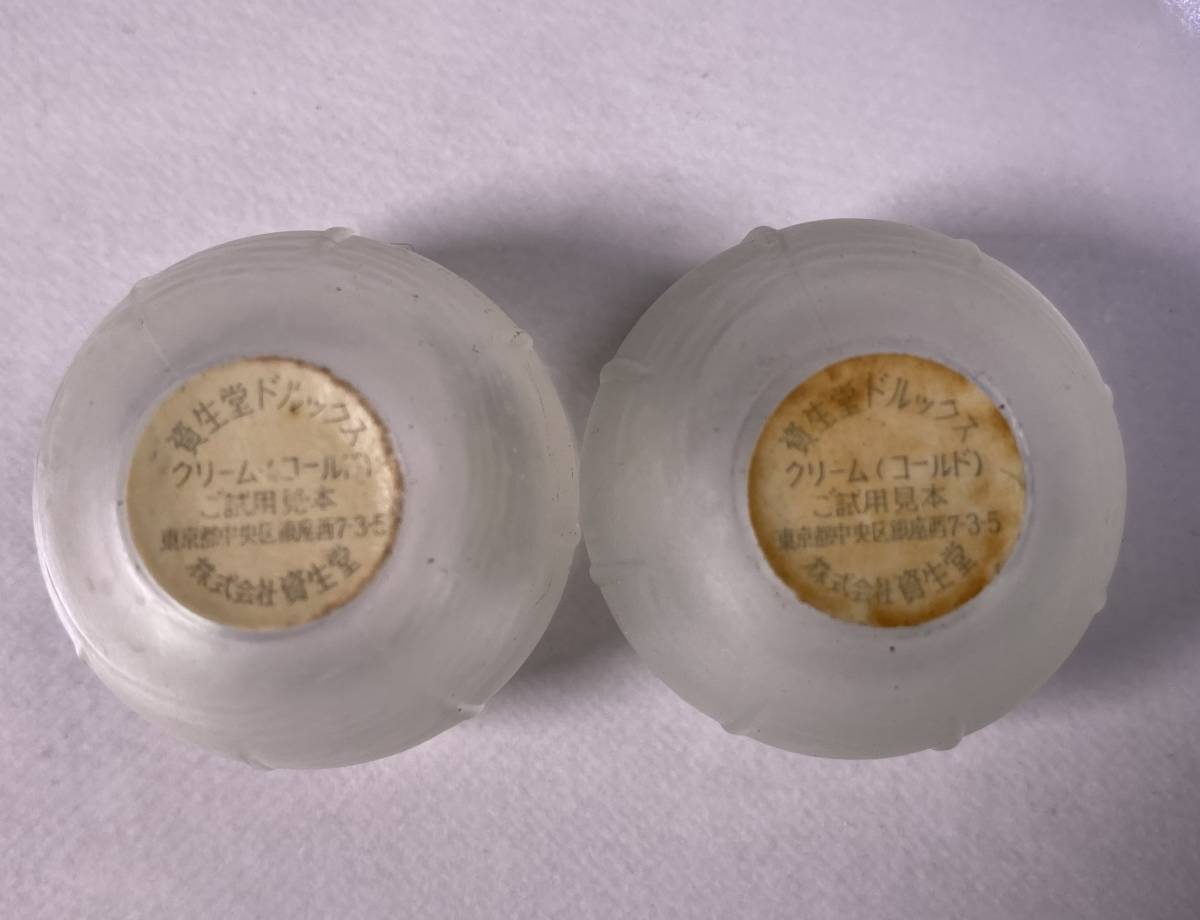 資生堂ドルックス
クリーム(コール
ご試用見本
東京都中央区銀座西7-3-5
株式会社資生堂
資生堂ドルックス
クリーム(コールド)
ご試用見本
東京都中央区銀座西7-3-5
株式会社資生堂